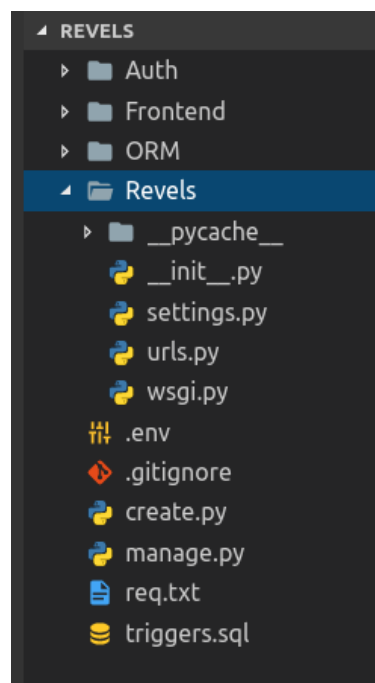 REVELS
Auth
Frontend
ORM
Revels
__pycache__
__init__.py
settings.py
urls.py
wsgi.py
.env
.gitignore
create.py
manage.py
req.txt
triggers.sql